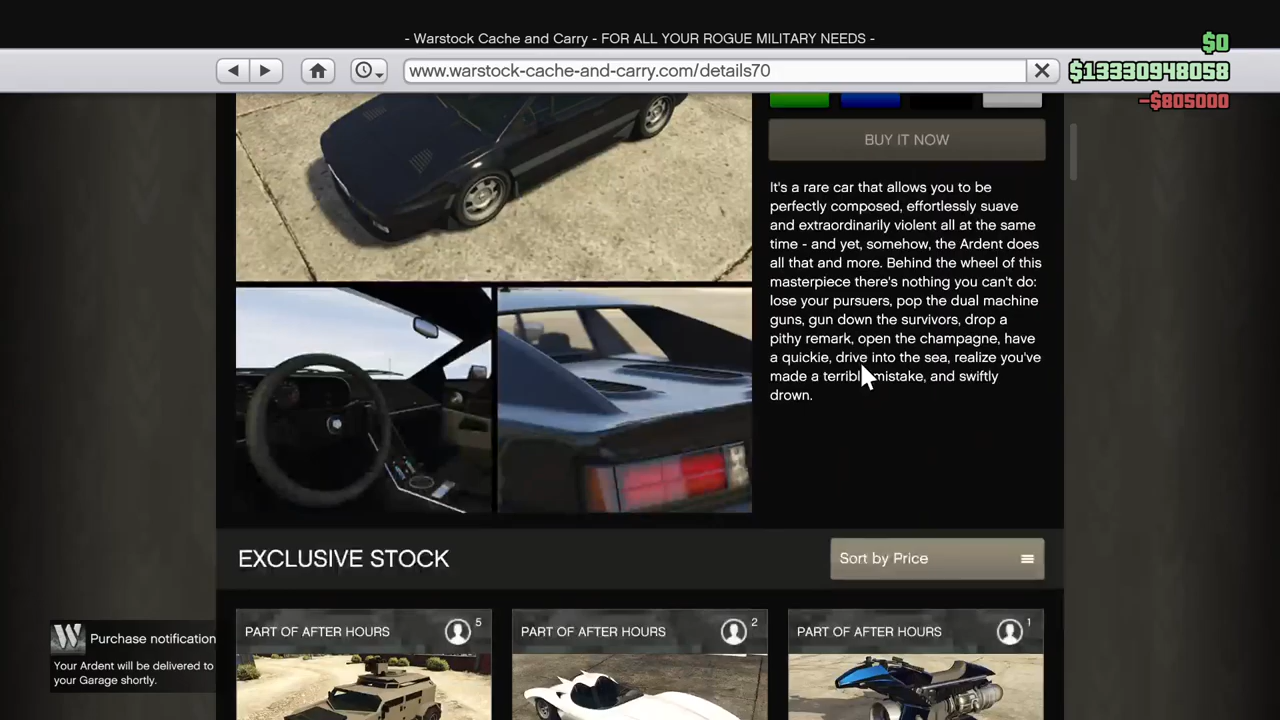 - Warstock Cache and Carry - FOR ALL YOUR ROGUE MILITARY NEEDS -
$0
www.warstock-cache-and-carry.com/details70
$13330948058
-$805000
BUY IT NOW
It's a rare car that allows you to be
perfectly composed, effortlessly suave
and extraordinarily violent all at the same
time - and yet, somehow, the Ardent does
all that and more. Behind the wheel of this
masterpiece there's nothing you can't do:
lose your pursuers, pop the dual machine
guns, gun down the survivors, drop a
pithy remark, open the champagne, have
a quickie, drive into the sea, realize you've
made a terrible mistake, and swiftly
drown.
EXCLUSIVE STOCK
Sort by Price
PART OF AFTER HOURS 5
PART OF AFTER HOURS 2
PART OF AFTER HOURS 1
W Purchase notification
Your Ardent will be delivered to
your Garage shortly.